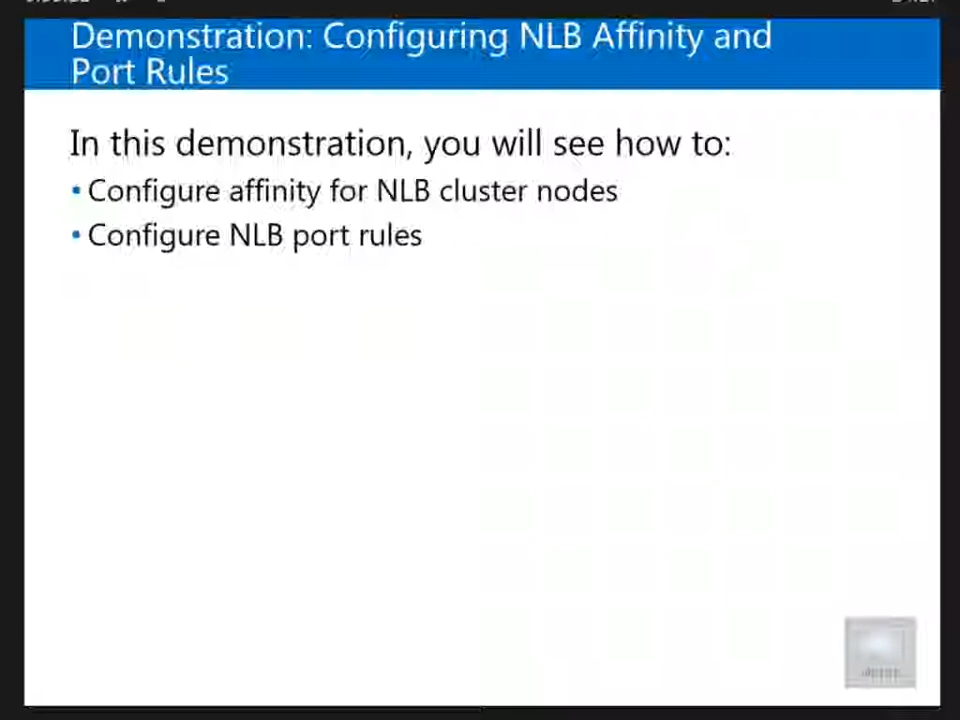 Demonstration: Configuring NLB Affinity and
Port Rules
In this demonstration, you will see how to:
• Configure affinity for NLB cluster nodes
• Configure NLB port rules